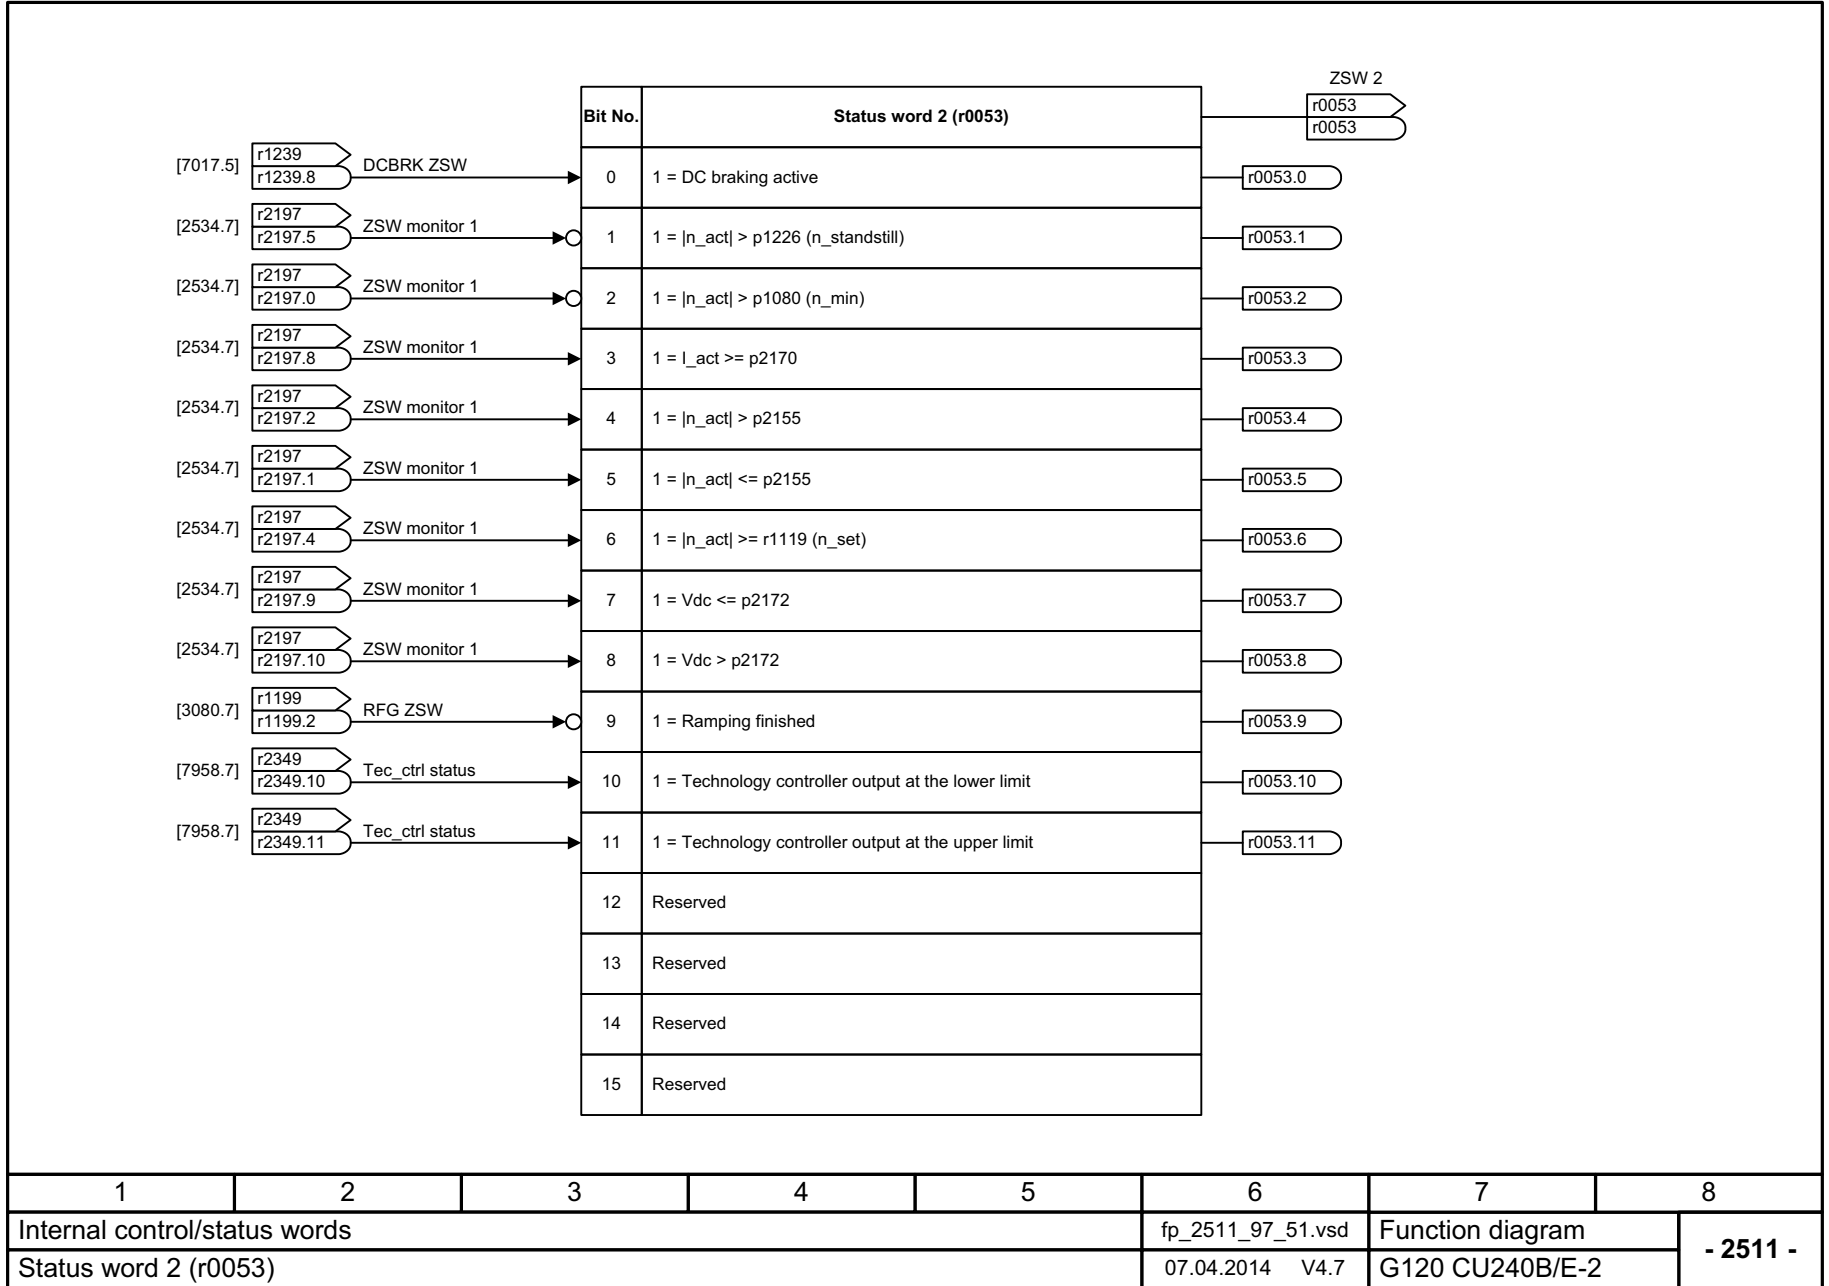 ZSW 2
Bit No. Status word 2 (r0053) r0053
r0053
[7017.5] r1239 DCBRK ZSW
r1239.8 0 1 = DC braking active r0053.0
[2534.7] r2197 ZSW monitor 1
r2197.5 1 1 = |n_act| > p1226 (n_standstill) r0053.1
[2534.7] r2197 ZSW monitor 1
r2197.0 2 1 = |n_act| > p1080 (n_min) r0053.2
[2534.7] r2197 ZSW monitor 1
r2197.8 3 1 = I_act >= p2170 r0053.3
[2534.7] r2197 ZSW monitor 1
r2197.2 4 1 = |n_act| > p2155 r0053.4
[2534.7] r2197 ZSW monitor 1
r2197.1 5 1 = |n_act| <= p2155 r0053.5
[2534.7] r2197 ZSW monitor 1
r2197.4 6 1 = |n_act| >= r1119 (n_set) r0053.6
[2534.7] r2197 ZSW monitor 1
r2197.9 7 1 = Vdc <= p2172 r0053.7
[2534.7] r2197 ZSW monitor 1
r2197.10 8 1 = Vdc > p2172 r0053.8
[3080.7] r1199 RFG ZSW
r1199.2 9 1 = Ramping finished r0053.9
[7958.7] r2349 Tec_ctrl status
r2349.10 10 1 = Technology controller output at the lower limit r0053.10
[7958.7] r2349 Tec_ctrl status
r2349.11 11 1 = Technology controller output at the upper limit r0053.11
12 Reserved
13 Reserved
14 Reserved
15 Reserved
1 2 3 4 5 6 7 8
Internal control/status words fp_2511_97_51.vsd Function diagram - 2511 -
Status word 2 (r0053) 07.04.2014 V4.7 G120 CU240B/E-2